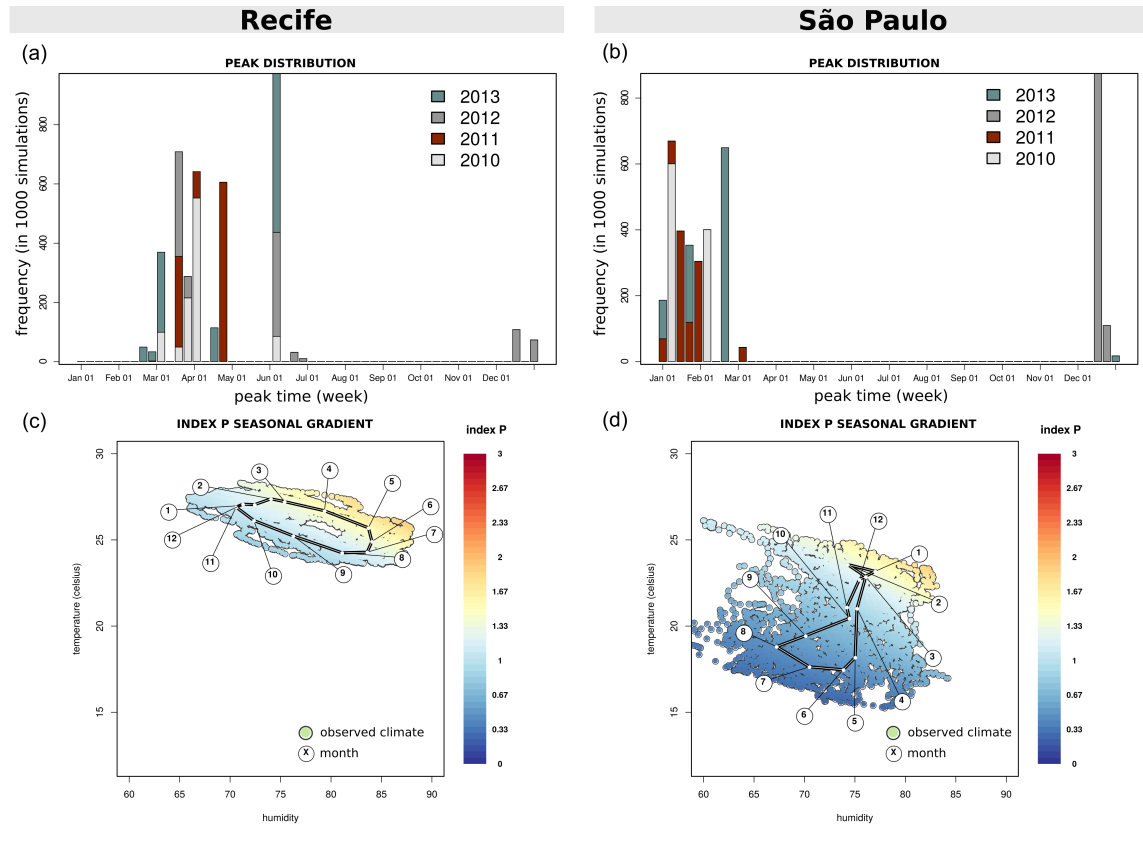 Recife
São Paulo
(a)
(b)
PEAK DISTRIBUTION
frequency (in 1000 simulations)
800
600
400
200
0
2013
2012
2011
2010
Jan 01 Feb 01 Mar 01 Apr 01 May 01 Jun 01 Jul 01 Aug 01 Sep 01 Oct 01 Nov 01 Dec 01
peak time (week)
PEAK DISTRIBUTION
frequency (in 1000 simulations)
800
600
400
200
0
2013
2012
2011
2010
Jan 01 Feb 01 Mar 01 Apr 01 May 01 Jun 01 Jul 01 Aug 01 Sep 01 Oct 01 Nov 01 Dec 01
peak time (week)
(c)
INDEX P SEASONAL GRADIENT
temperature (celsius)
30
25
20
15
1
2
3
4
5
6
7
8
9
10
11
12
observed climate
X month
60 65 70 75 80 85 90
humidity
index P
3
2.67
2.33
2
1.67
1.33
1
0.67
0.33
0
(d)
INDEX P SEASONAL GRADIENT
temperature (celsius)
30
25
20
15
11
12
10
1
9
2
8
3
7
4
6
5
observed climate
X month
60 65 70 75 80 85 90
humidity
index P
3
2.67
2.33
2
1.67
1.33
1
0.67
0.33
0